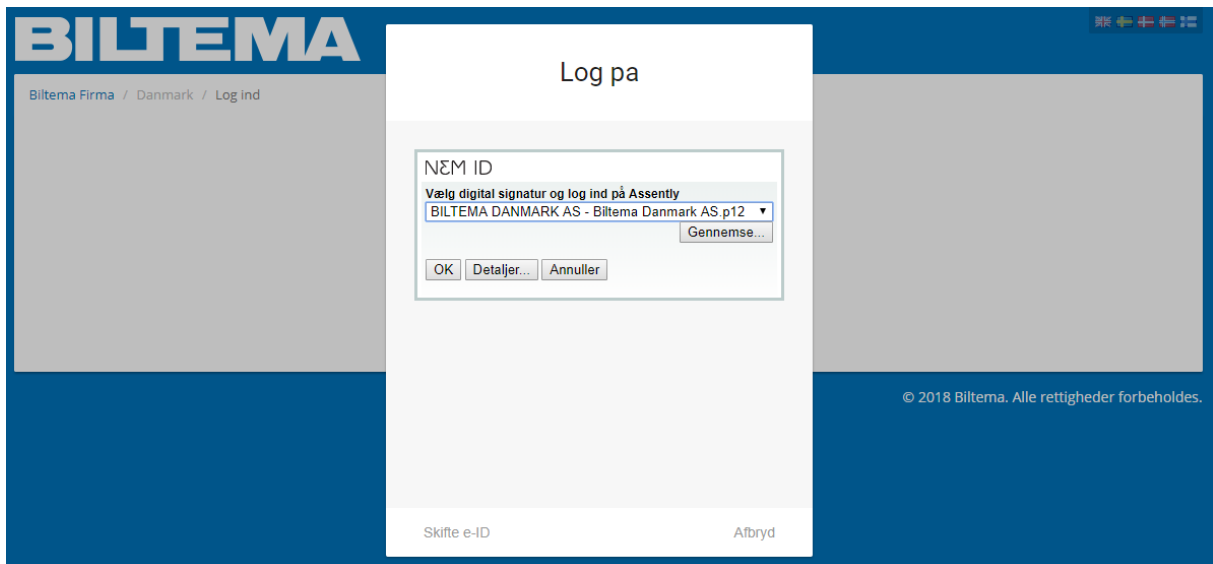 BILTEMA
Biltema Firma / Danmark / Log ind
Log pa
NEM ID
Vælg digital signatur og log ind på Assently
BILTEMA DANMARK AS - Biltema Danmark AS.p12
Gennemse...
OK Detaljer... Annuller
© 2018 Biltema. Alle rettigheder forbeholdes.
Skifte e-ID Afbryd